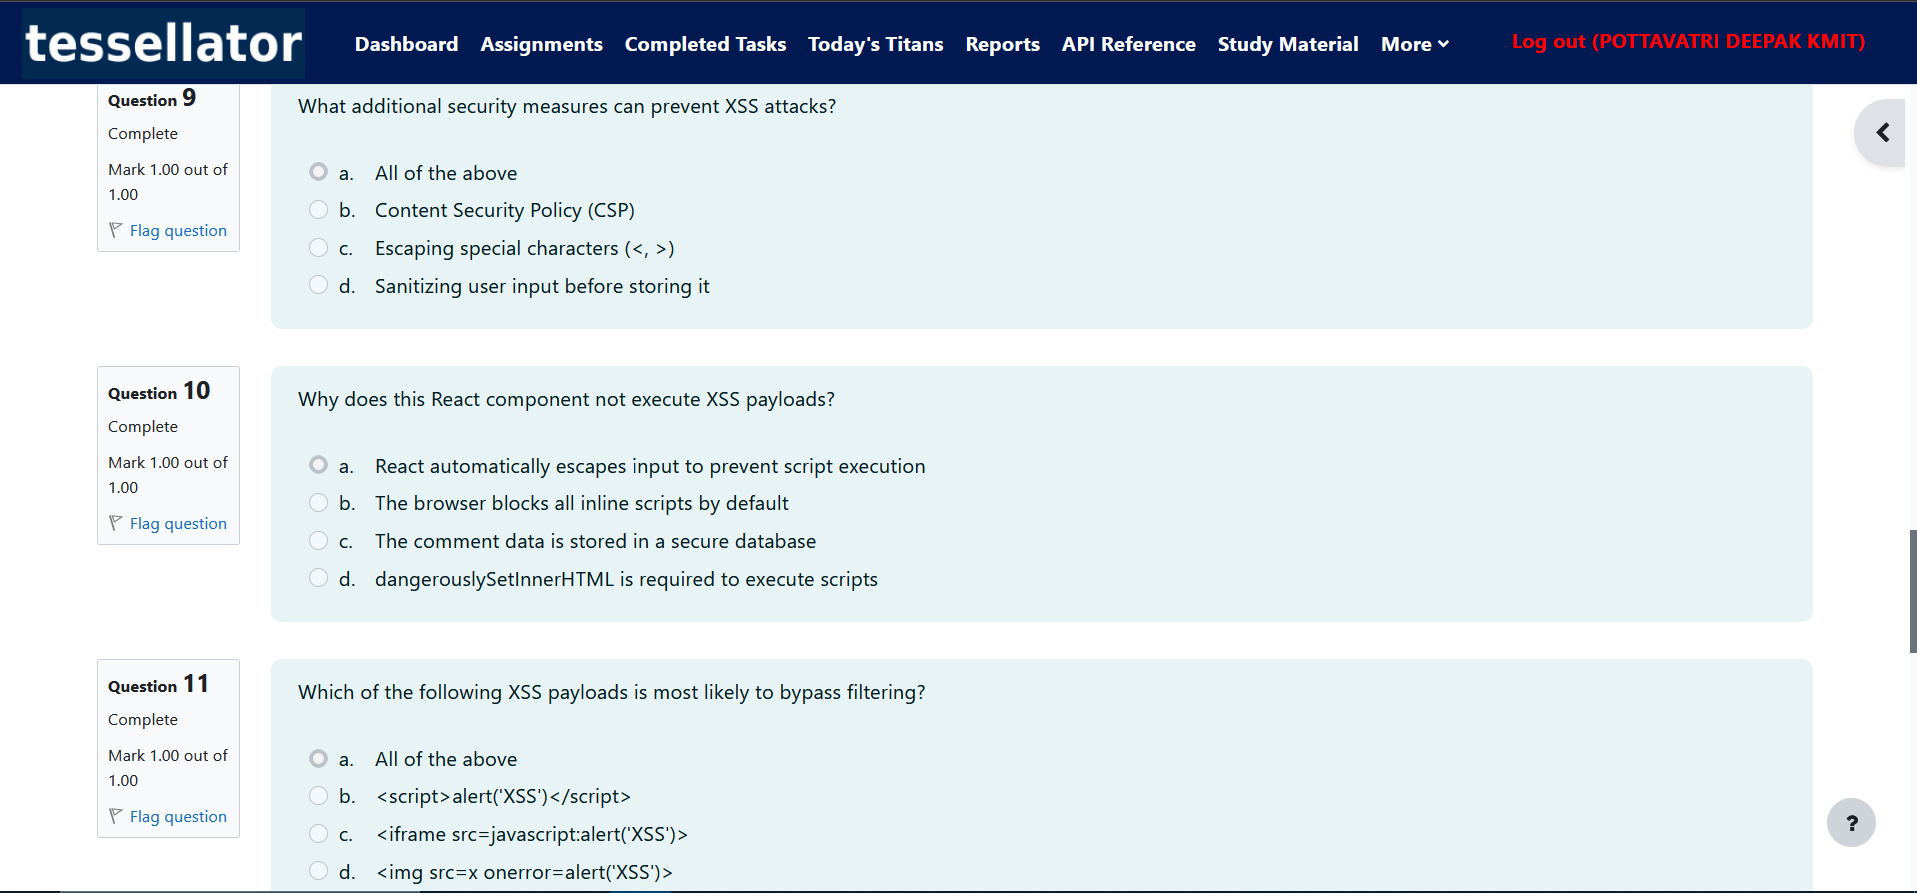 tessellator
Dashboard Assignments Completed Tasks Today's Titans Reports API Reference Study Material More Log out (POTTAVATRI DEEPAK KMIT)
Question 9
Complete
Mark 1.00 out of
1.00
Flag question
What additional security measures can prevent XSS attacks?
a. All of the above
b. Content Security Policy (CSP)
c. Escaping special characters (<, >)
d. Sanitizing user input before storing it
Question 10
Complete
Mark 1.00 out of
1.00
Flag question
Why does this React component not execute XSS payloads?
a. React automatically escapes input to prevent script execution
b. The browser blocks all inline scripts by default
c. The comment data is stored in a secure database
d. dangerouslySetInnerHTML is required to execute scripts
Question 11
Complete
Mark 1.00 out of
1.00
Flag question
Which of the following XSS payloads is most likely to bypass filtering?
a. All of the above
b. <script>alert('XSS')</script>
c. <iframe src=javascript:alert('XSS')>
d. <img src=x onerror=alert('XSS')>
?